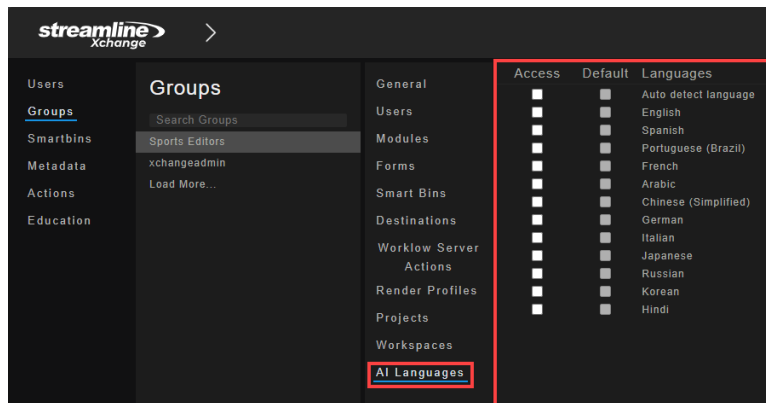 streamline
Xchange
Users
Groups
Smartbins
Metadata
Actions
Education
Groups
Search Groups
Sports Editors
xchangeadmin
Load More...
General
Users
Modules
Forms
Smart Bins
Destinations
Worklow Server
Actions
Render Profiles
Projects
Workspaces
AI Languages
Access Default Languages
Auto detect language
English
Spanish
Portuguese (Brazil)
French
Arabic
Chinese (Simplified)
German
Italian
Japanese
Russian
Korean
Hindi